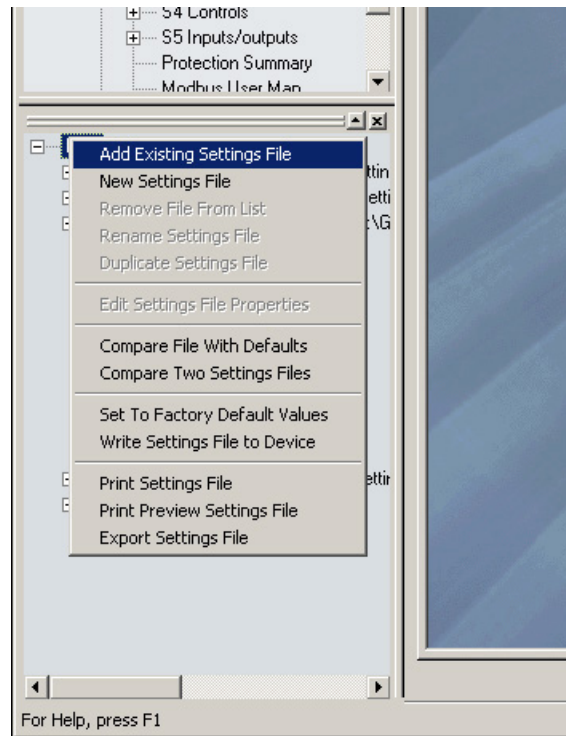 S4 Controls
S5 Inputs/outputs
Protection Summary
Modbus User Map
Add Existing Settings File
New Settings File
Remove File From List
Rename Settings File
Duplicate Settings File
Edit Settings File Properties
Compare File With Defaults
Compare Two Settings Files
Set To Factory Default Values
Write Settings File to Device
Print Settings File
Print Preview Settings File
Export Settings File
For Help, press F1